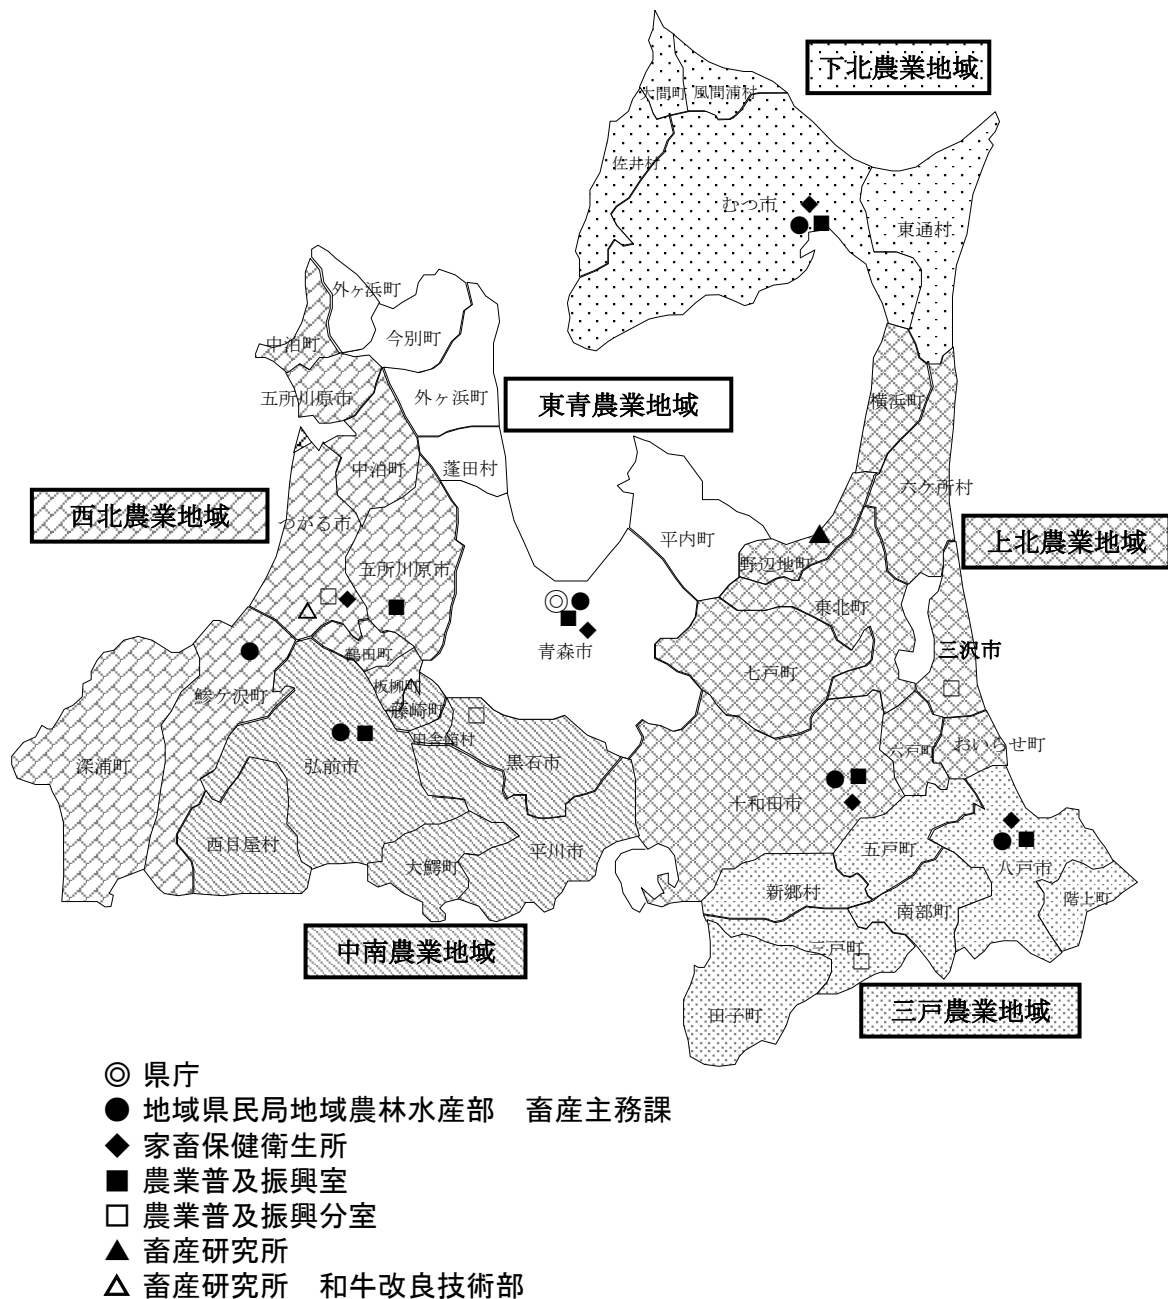 下北農業地域
大間町
風間浦村
佐井村
むつ市
東通村
外ヶ浜町
今別町
中泊町
五所川原市
外ヶ浜町
東青農業地域
横浜町
中泊町
蓬田村
六ケ所村
西北農業地域
つがる市
平内町
上北農業地域
五所川原市
野辺地町
東北町
青森市
三沢市
鶴田町
七戸町
板柳町
鯵ケ沢町
藤崎町
田舎館村
おいらせ町
六戸町
深浦町
弘前市
黒石市
十和田市
西目屋村
平川市
五戸町
大鰐町
八戸市
新郷村
階上町
南部町
中南農業地域
三戸町
三戸農業地域
田子町
県庁
地域県民局地域農林水産部　畜産主務課
家畜保健衛生所
農業普及振興室
農業普及振興分室
畜産研究所
畜産研究所　和牛改良技術部